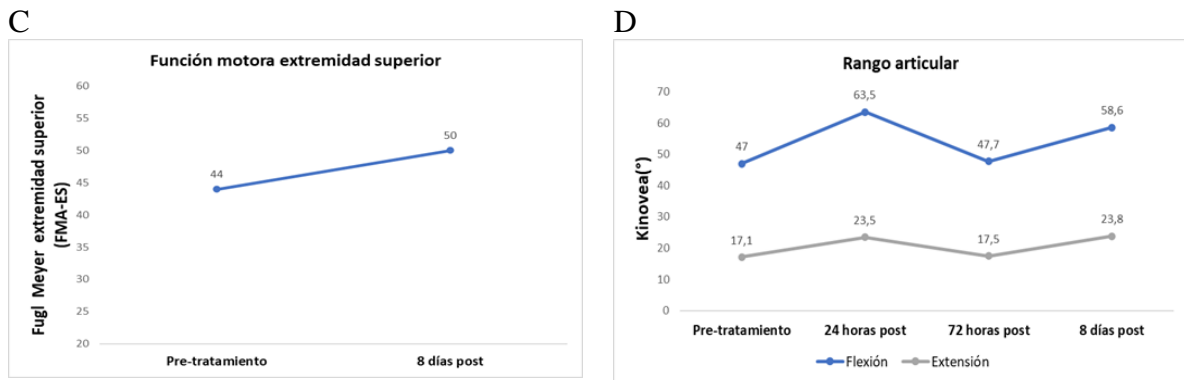 C
Función motora extremidad superior
Fugl Meyer extremidad superior
(FMA-ES)
60
55
50
45
40
35
30
25
20
44
50
Pre-tratamiento 8 días post
D
Rango articular
Kinovea(°)
70
60
50
40
30
20
10
0
47
63,5
47,7
58,6
17,1
23,5
17,5
23,8
Pre-tratamiento 24 horas post 72 horas post 8 días post
Flexión Extensión